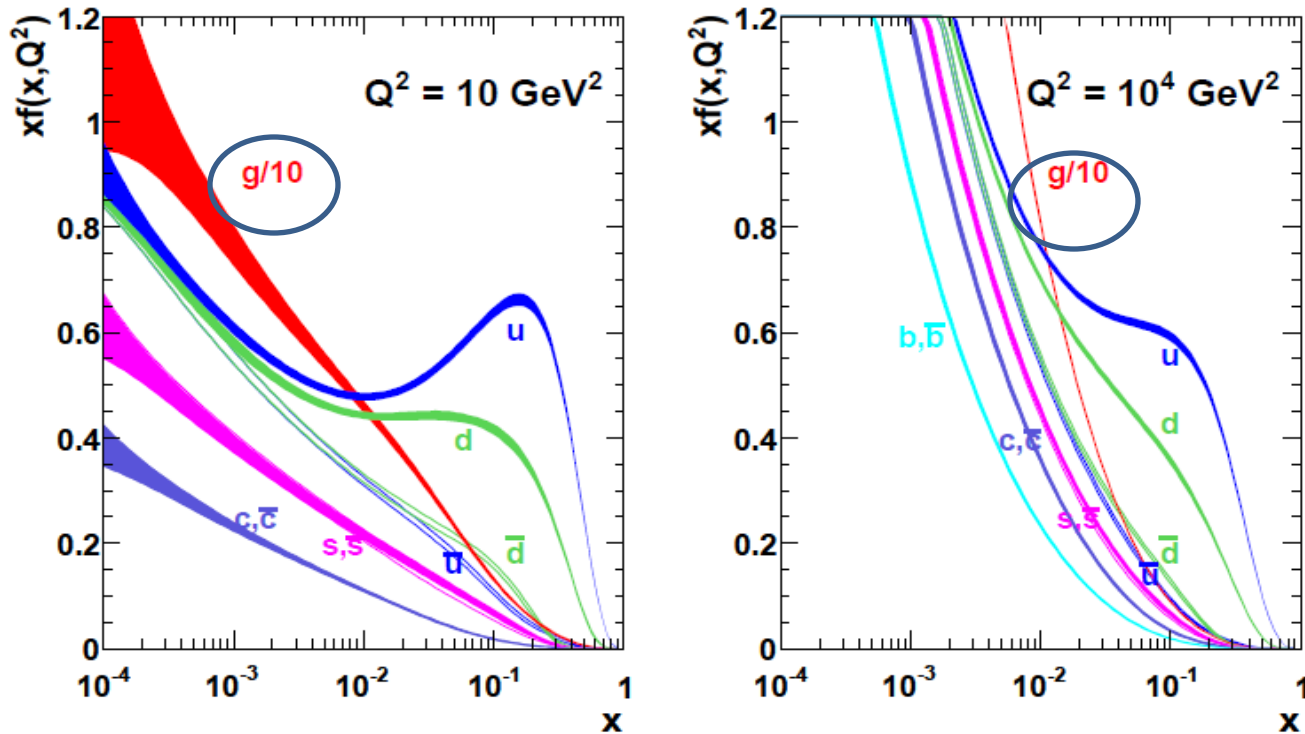 xf(x,Q²)
1.2
1
0.8
0.6
0.4
0.2
0
Q² = 10 GeV²
g/10
u
d
c,c̅
s,s̅
u̅
d̅
10⁻⁴
10⁻³
10⁻²
10⁻¹
1
x
xf(x,Q²)
1.2
1
0.8
0.6
0.4
0.2
0
Q² = 10⁴ GeV²
g/10
b,b̅
u
d
c,c̅
s,s̅
d̅
u̅
10⁻⁴
10⁻³
10⁻²
10⁻¹
1
x